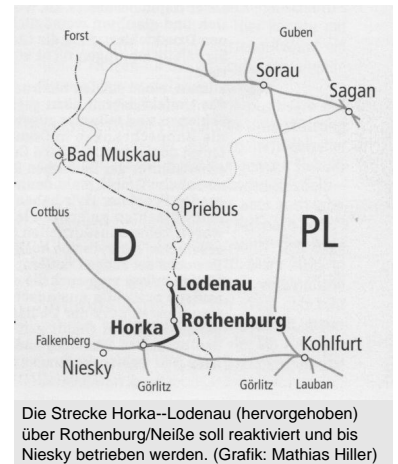 Forst
Guben
Sorau
Sagan
Bad Muskau
Priebus
Cottbus
D
PL
Lodenau
Rothenburg
Horka
Falkenberg
Niesky
Kohlfurt
Görlitz
Görlitz
Lauban
Die Strecke Horka--Lodenau (hervorgehoben)
über Rothenburg/Neiße soll reaktiviert und bis
Niesky betrieben werden. (Grafik: Mathias Hiller)